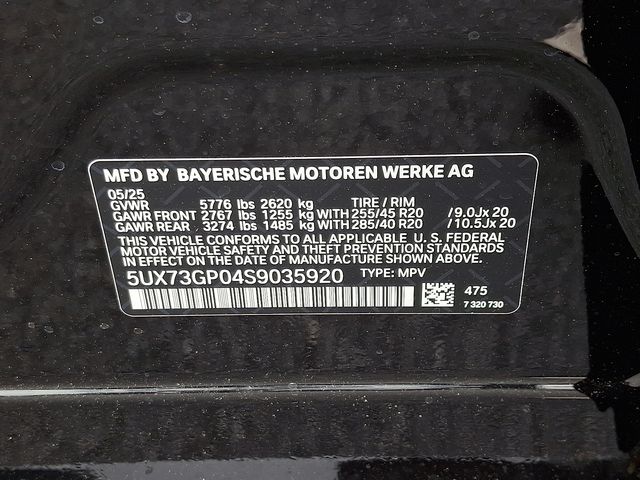 MFD BY BAYERISCHE MOTOREN WERKE AG
05/25
GVWR 5776 lbs 2620 kg TIRE / RIM
GAWR FRONT 2767 lbs 1255 kg WITH 255/45 R20 / 9.0Jx 20
GAWR REAR 3274 lbs 1485 kg WITH 285/40 R20 / 10.5Jx 20
THIS VEHICLE CONFORMS TO ALL APPLICABLE U.S. FEDERAL
MOTOR VEHICLE SAFETY AND THEFT PREVENTION STANDARDS
IN EFFECT ON THE DATE OF MANUFACTURE SHOWN ABOVE.
5UX73GP04S9035920 TYPE: MPV
475
7 320 730